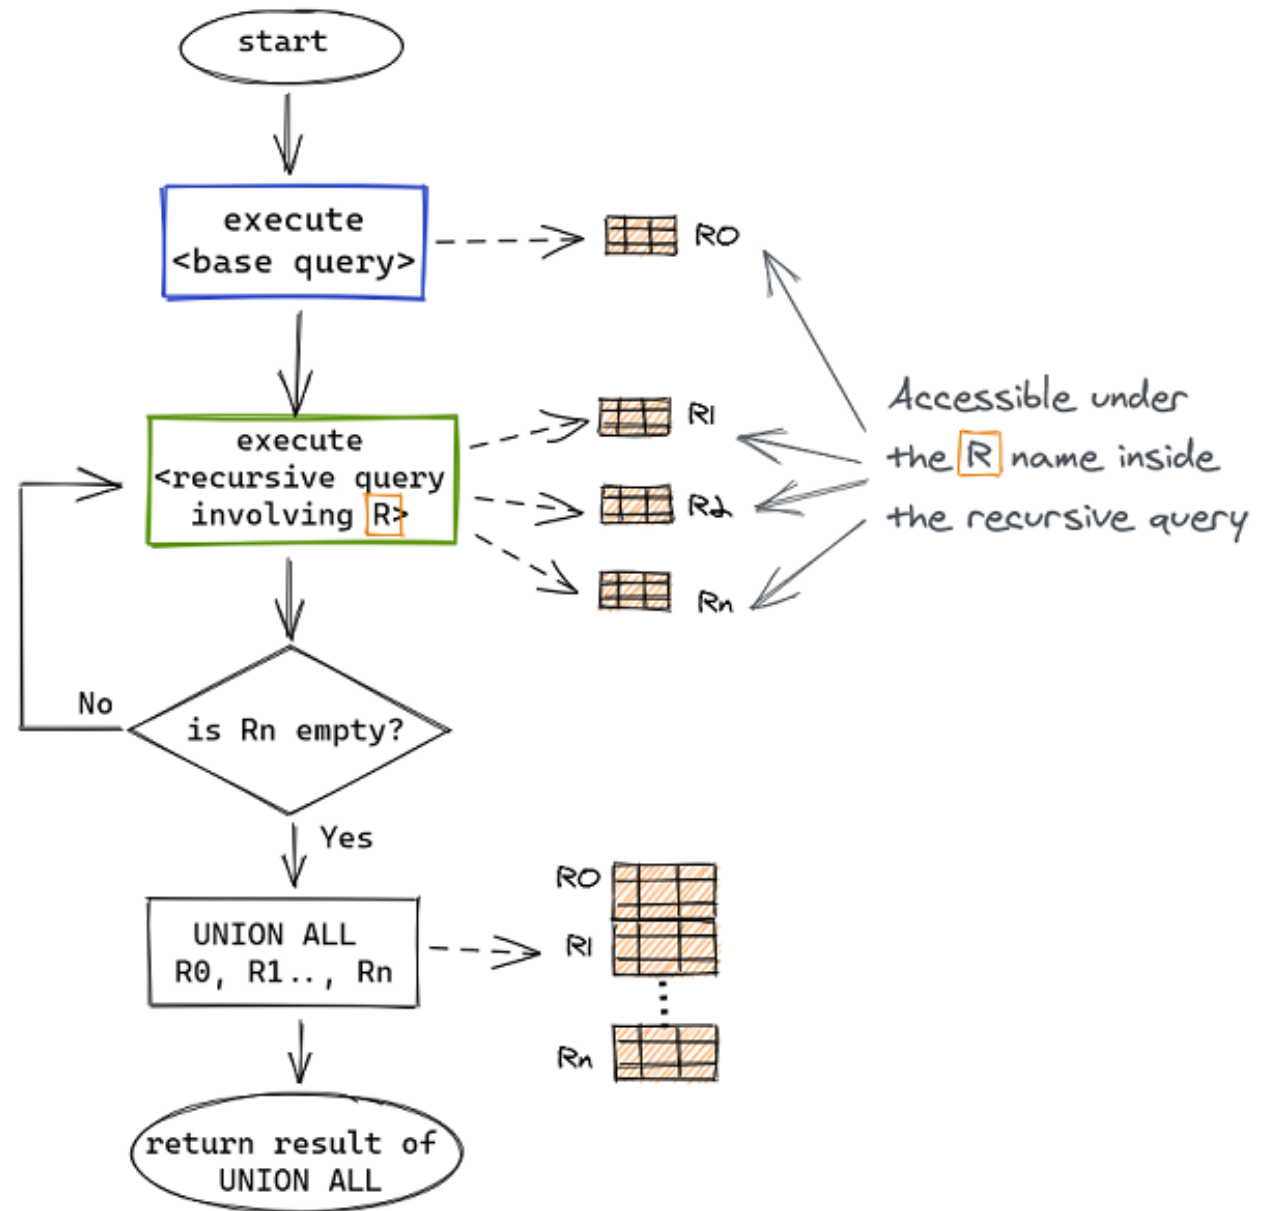 start
execute
<base query>
R0
execute
<recursive query
involving R>
R1
R2
Rn
Accessible under
the R name inside
the recursive query
is Rn empty?
No
Yes
UNION ALL
R0, R1.., Rn
R0
R1
Rn
return result of
UNION ALL